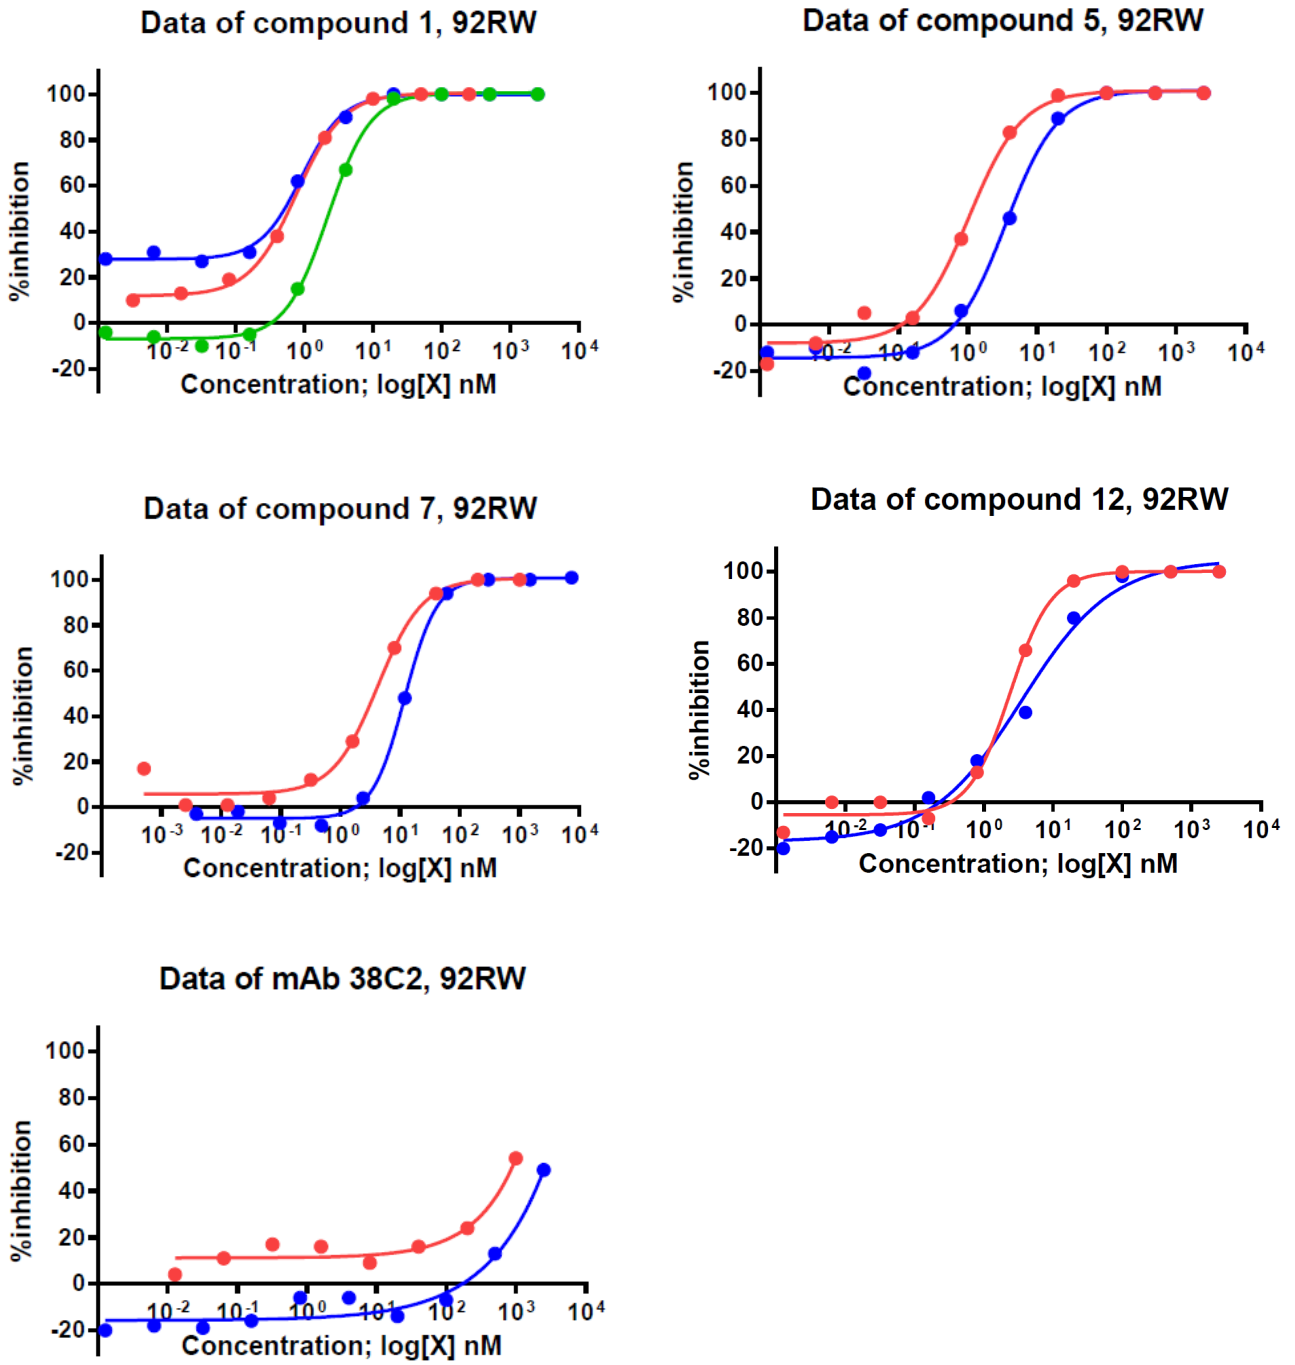 Data of compound 1, 92RW
%inhibition
100
80
60
40
20
0
-20
10⁻² 10⁻¹ 10⁰ 10¹ 10² 10³ 10⁴
Concentration; log[X] nM
Data of compound 5, 92RW
%inhibition
100
80
60
40
20
0
-20
10⁻² 10⁻¹ 10⁰ 10¹ 10² 10³ 10⁴
Concentration; log[X] nM
Data of compound 7, 92RW
%inhibition
100
80
60
40
20
0
-20
10⁻³ 10⁻² 10⁻¹ 10⁰ 10¹ 10² 10³ 10⁴
Concentration; log[X] nM
Data of compound 12, 92RW
%inhibition
100
80
60
40
20
0
-20
10⁻² 10⁻¹ 10⁰ 10¹ 10² 10³ 10⁴
Concentration; log[X] nM
Data of mAb 38C2, 92RW
%inhibition
100
80
60
40
20
0
-20
10⁻² 10⁻¹ 10⁰ 10¹ 10² 10³ 10⁴
Concentration; log[X] nM